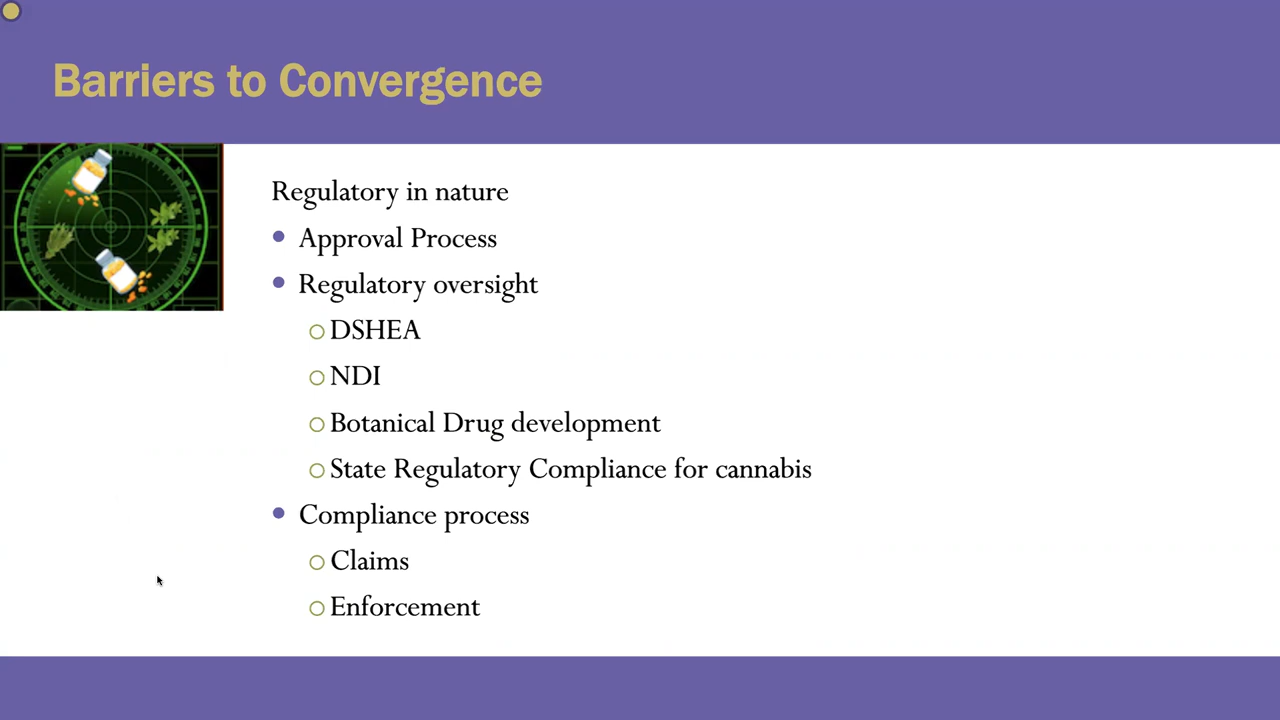 Barriers to Convergence
Regulatory in nature
Approval Process
Regulatory oversight
DSHEA
NDI
Botanical Drug development
State Regulatory Compliance for cannabis
Compliance process
Claims
Enforcement